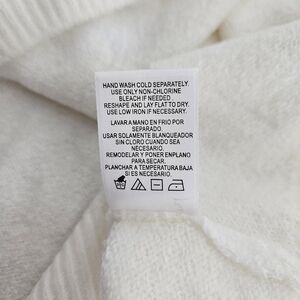 HAND WASH COLD SEPARATELY.
USE ONLY NON-CHLORINE
BLEACH IF NEEDED
RESHAPE AND LAY FLAT TO DRY.
USE LOW IRON IF NECESSARY.
LAVAR A MANO EN FRIO POR
SEPARADO.
USAR SOLAMENTE BLANQUEADOR
SIN CLORO CUANDO SEA
NECESARIO.
REMODELAR Y PONER ENPLANO
PARA SECAR.
PLANCHAR A TEMPERATURA BAJA
SI ES NECESARIO.